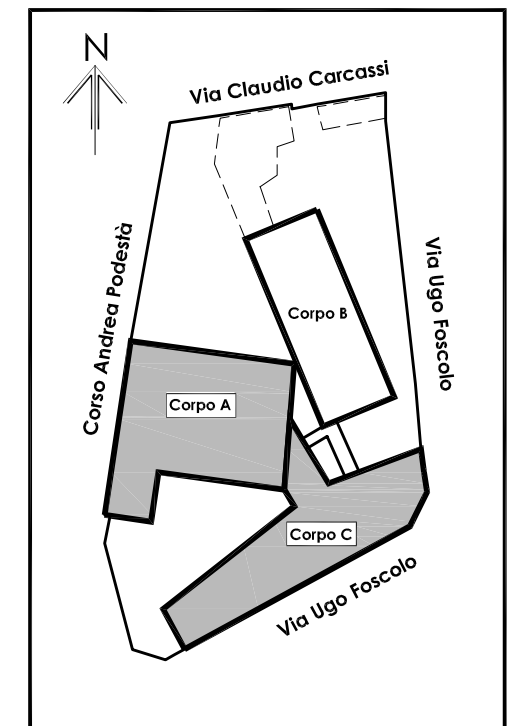 N
Via Claudio Carcassi
Corso Andrea Podestà
Via Ugo Foscolo
Corpo B
Corpo A
Corpo C
Via Ugo Foscolo